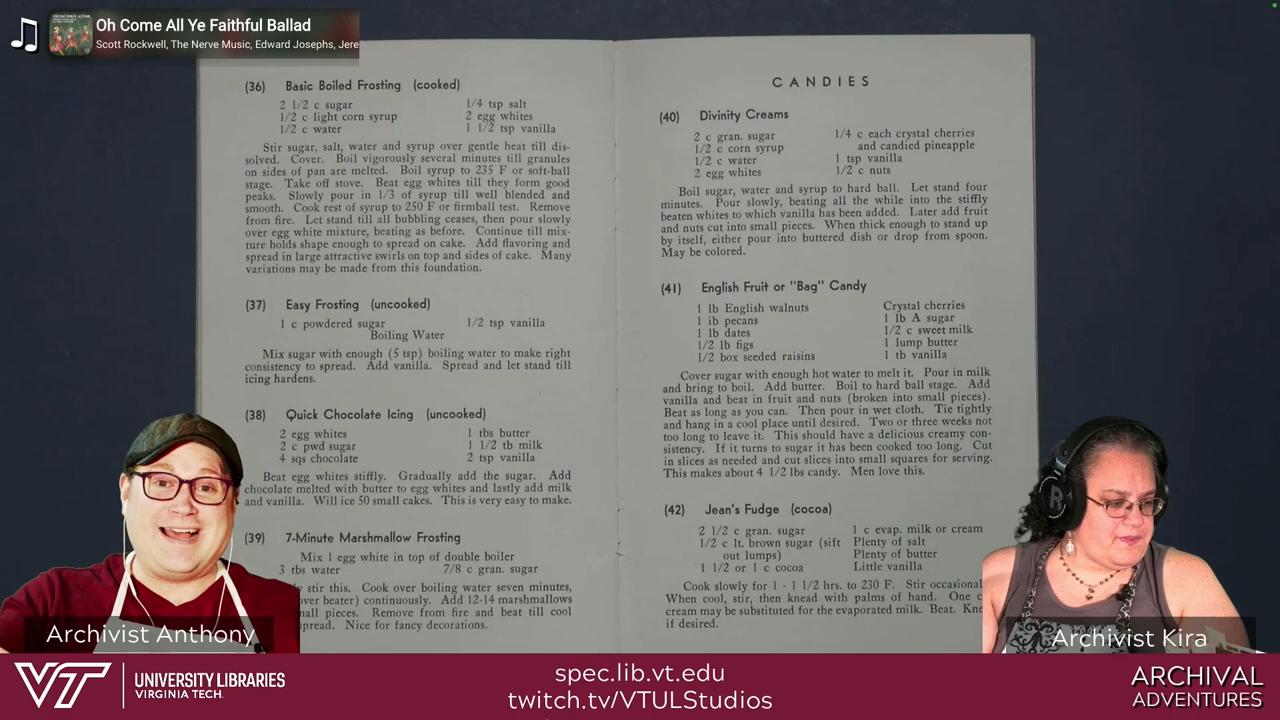 Oh Come All Ye Faithful Ballad
Scott Rockwell, The Nerve Music, Edward Josephs, Jere
(36) Basic Boiled Frosting (cooked)
2 1/2 c sugar 1/4 tsp salt
1/2 c light corn syrup 2 egg whites
1/2 c water 1 1/2 tsp vanilla
Stir sugar, salt, water and syrup over gentle heat till dis-
solved. Cover. Boil vigorously several minutes till granules
on sides of pan are melted. Boil syrup to 235 F or soft-ball
stage. Take off stove. Beat egg whites till they form good
peaks. Slowly pour in 1/3 of syrup till well blended and
smooth. Cook rest of syrup to 250 F or firmball test. Remove
from fire. Let stand till all bubbling ceases, then pour slowly
over egg white mixture, beating as before. Continue till mix-
ture holds shape enough to spread on cake. Add flavoring and
spread in large attractive swirls on top and sides of cake. Many
variations may be made from this foundation.
(37) Easy Frosting (uncooked)
1 c powdered sugar 1/2 tsp vanilla
Boiling Water
Mix sugar with enough (5 tsp) boiling water to make right
consistency to spread. Add vanilla. Spread and let stand till
icing hardens.
(38) Quick Chocolate Icing (uncooked)
2 egg whites 1 tbs butter
2 c pwd sugar 1 1/2 tb milk
4 sqs chocolate 2 tsp vanilla
Beat egg whites stiffly. Gradually add the sugar. Add
chocolate melted with butter to egg whites and lastly add milk
and vanilla. Will ice 50 small cakes. This is very easy to make.
(39) 7-Minute Marshmallow Frosting
Mix 1 egg white in top of double boiler
3 tbs water 7/8 c gran. sugar
stir this. Cook over boiling water seven minutes,
over beater) continuously. Add 12-14 marshmallows
pieces. Remove from fire and beat till cool
Nice for fancy decorations.
CANDIES
(40) Divinity Creams
2 c gran. sugar 1/4 c each crystal cherries
1/2 c corn syrup and candied pineapple
1/2 c water 1 tsp vanilla
2 egg whites 1/2 c nuts
Boil sugar, water and syrup to hard ball. Let stand four
minutes. Pour slowly, beating all the while into the stiffly
beaten whites to which vanilla has been added. Later add fruit
and nuts cut into small pieces. When thick enough to stand up
by itself, either pour into buttered dish or drop from spoon.
May be colored.
(41) English Fruit or "Bag" Candy
1 lb English walnuts Crystal cherries
1 ib pecans 1 lb A sugar
1 lb dates 1/2 c sweet milk
1/2 lb figs 1 lump butter
1/2 box seeded raisins 1 tb vanilla
Cover sugar with enough hot water to melt it. Pour in milk
and bring to boil. Add butter. Boil to hard ball stage. Add
vanilla and beat in fruit and nuts (broken into small pieces).
Beat as long as you can. Then pour in wet cloth. Tie tightly
and hang in a cool place until desired. Two or three weeks not
too long to leave it. This should have a delicious creamy con-
sistency. If it turns to sugar it has been cooked too long. Cut
in slices as needed and cut slices into small squares for serving.
This makes about 4 1/2 lbs candy. Men love this.
(42) Jean's Fudge (cocoa)
2 1/2 c gran. sugar 1 c evap. milk or cream
1/2 c lt. brown sugar (sift Plenty of salt
out lumps) Plenty of butter
1 1/2 or 1 c cocoa Little vanilla
Cook slowly for 1 - 1 1/2 hrs. to 230 F. Stir occasional
When cool, stir, then knead with palms of hand. One c
cream may be substituted for the evaporated milk. Beat. Kne
if desired.
Archivist Anthony
Archivist Kira
VT UNIVERSITY LIBRARIES
VIRGINIA TECH.
spec.lib.vt.edu
twitch.tv/VTULStudios
ARCHIVAL
ADVENTURES